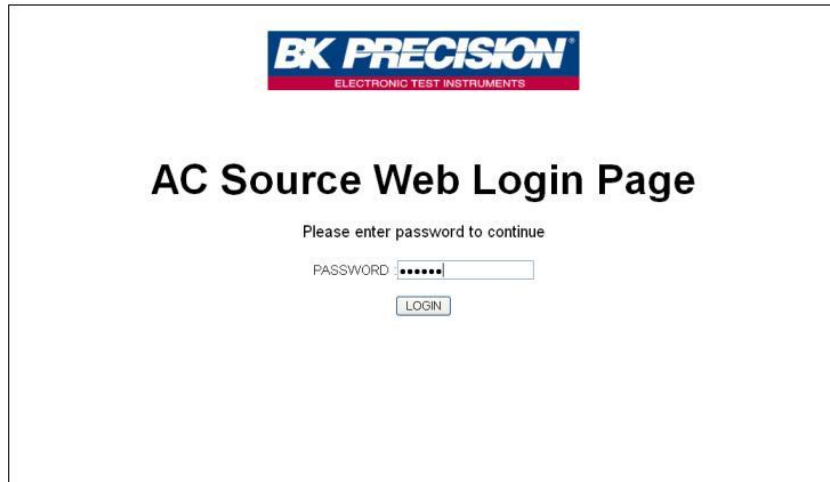 BK PRECISION®
ELECTRONIC TEST INSTRUMENTS
AC Source Web Login Page
Please enter password to continue
PASSWORD : ••••••
LOGIN